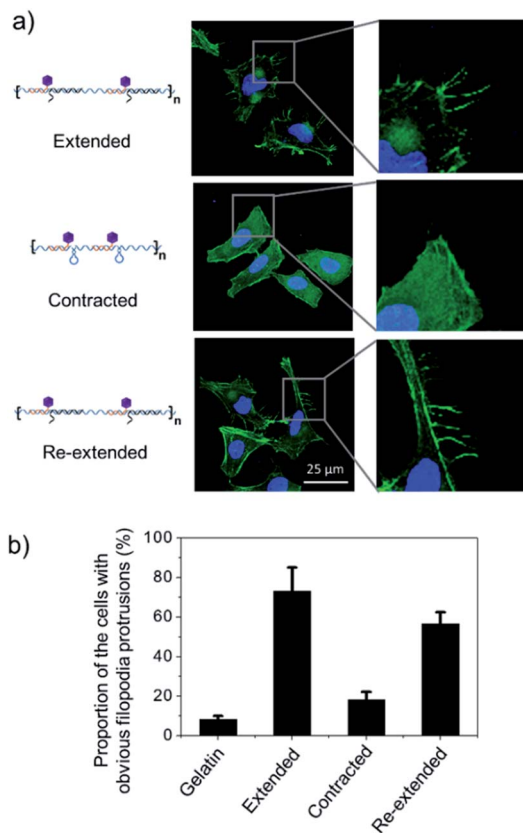 a)
[ ]n
Extended
[ ]n
Contracted
[ ]n
Re-extended
25 μm
b)
Proportion of the cells with
obvious filopodia protrusions (%)
100
80
60
40
20
0
Gelatin
Extended
Contracted
Re-extended